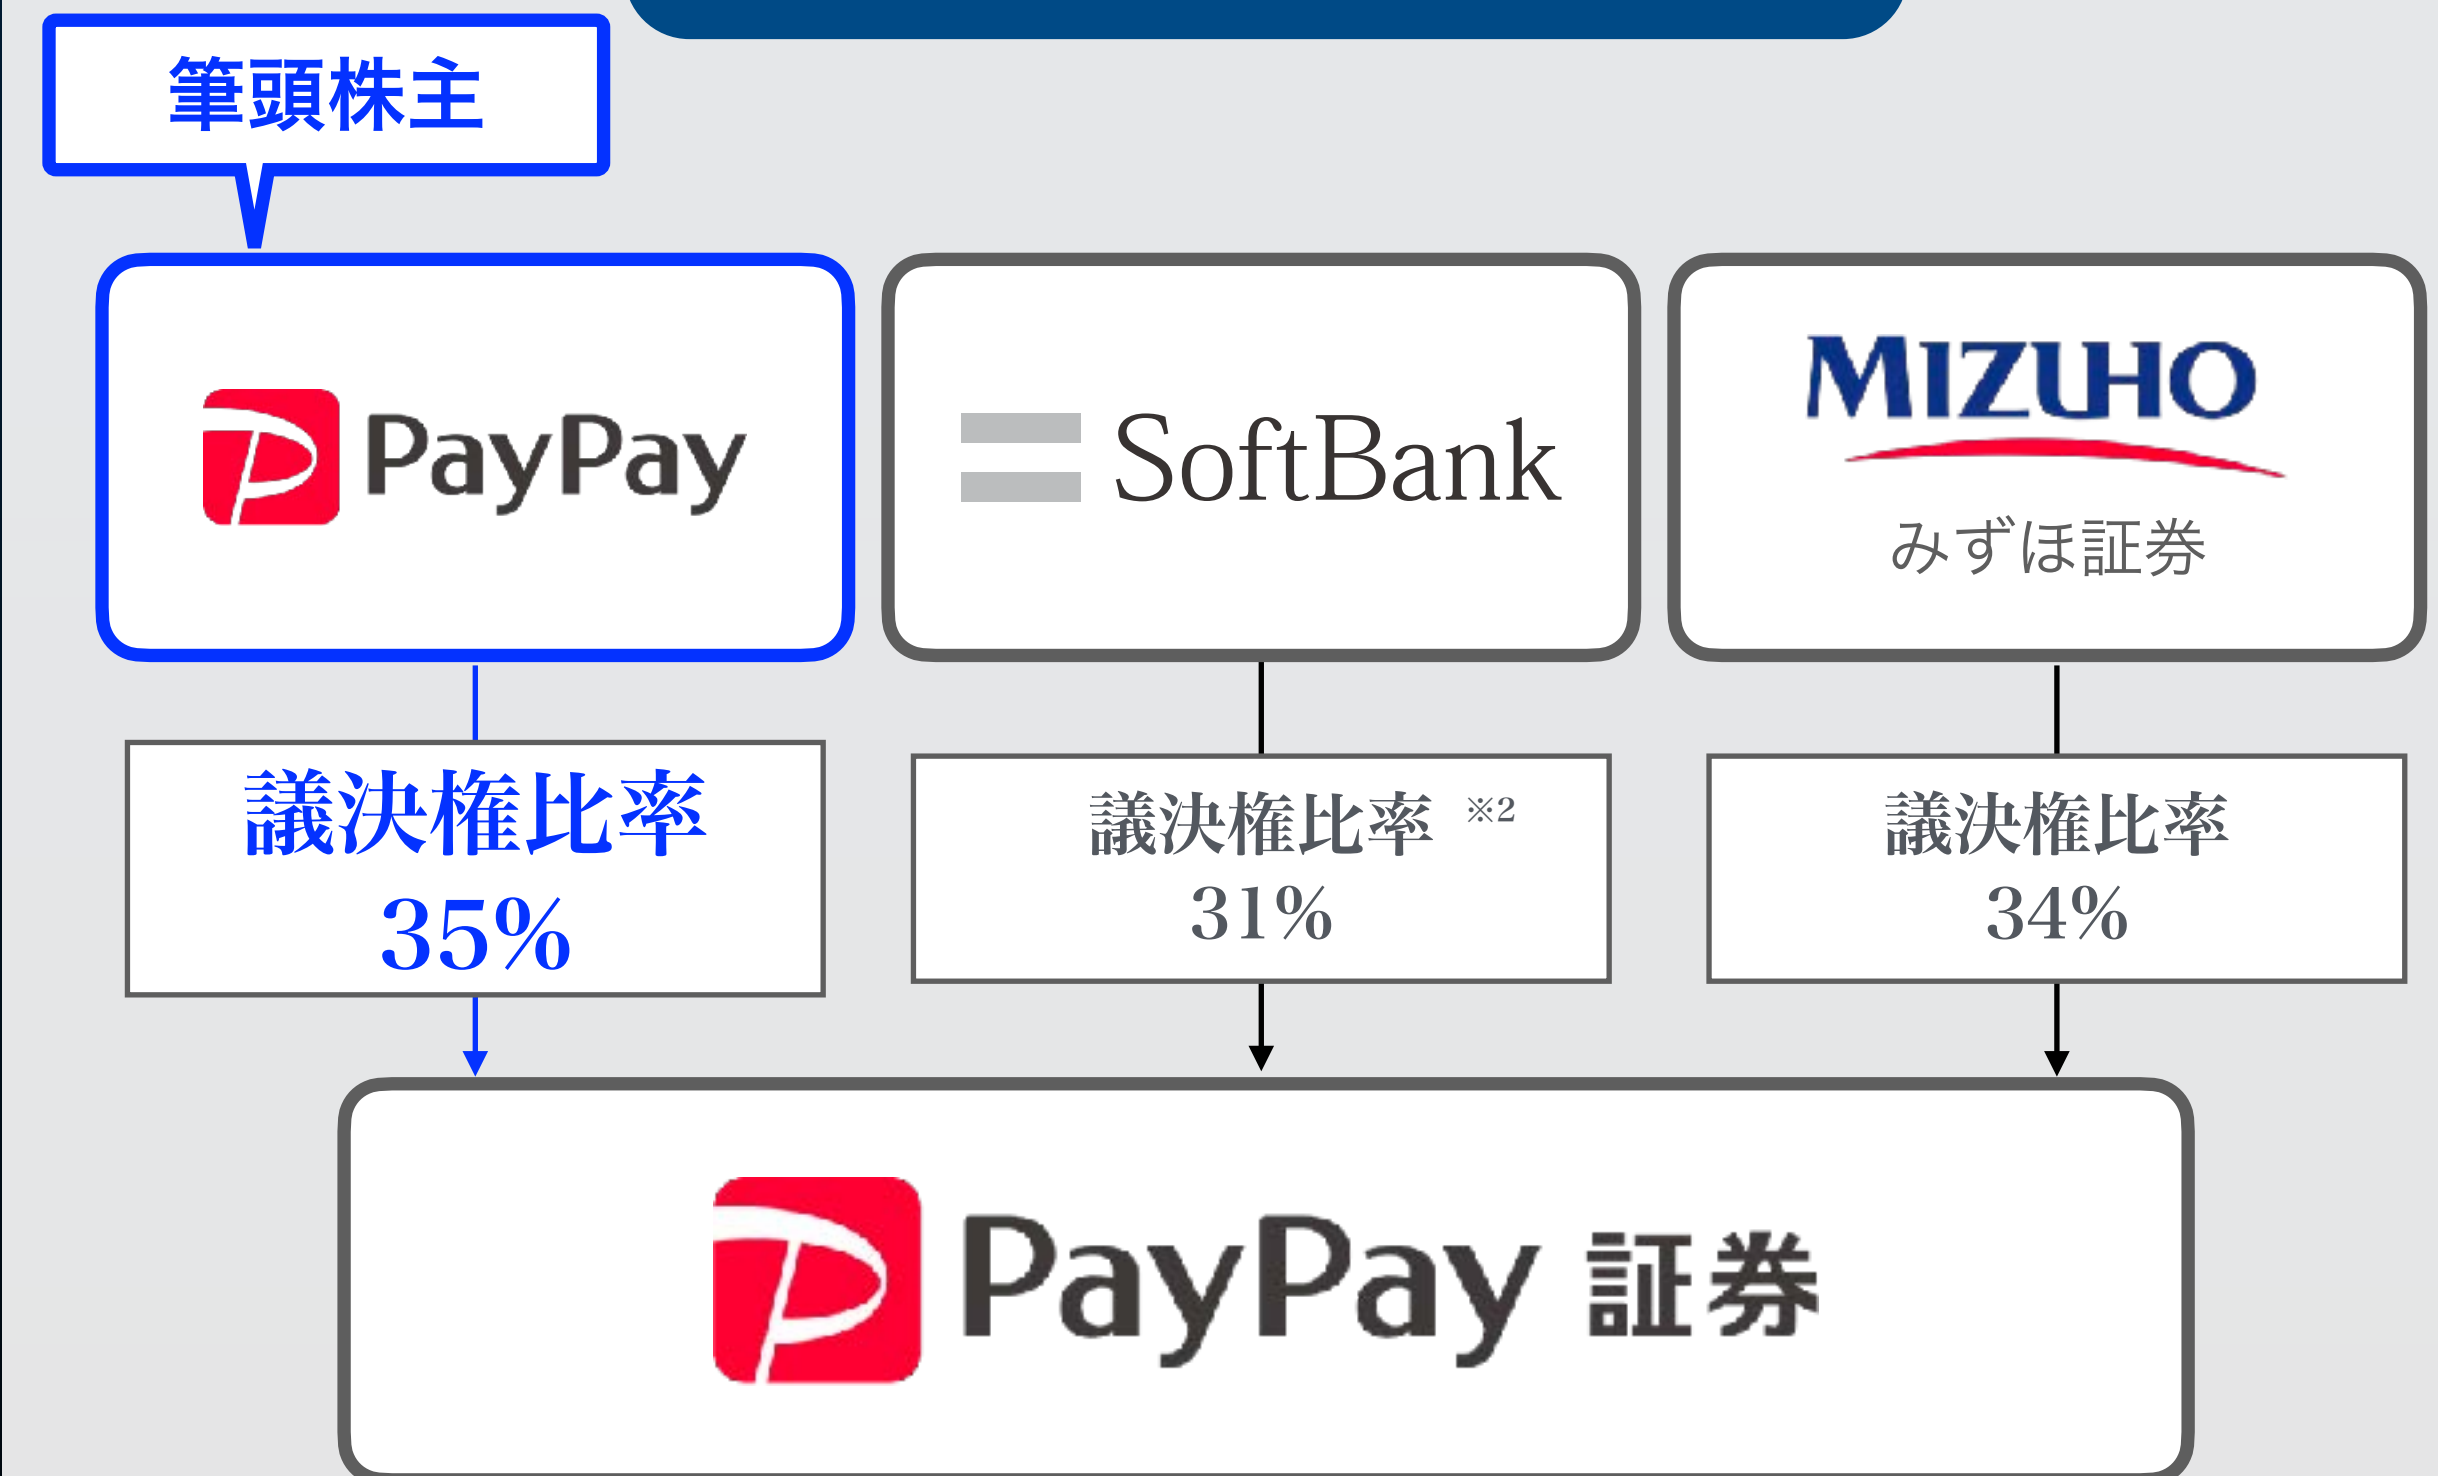 筆頭株主
PayPay
SoftBank
MIZUHO
みずほ証券
議決権比率
35%
議決権比率 ※2
31%
議決権比率
34%
PayPay 証券